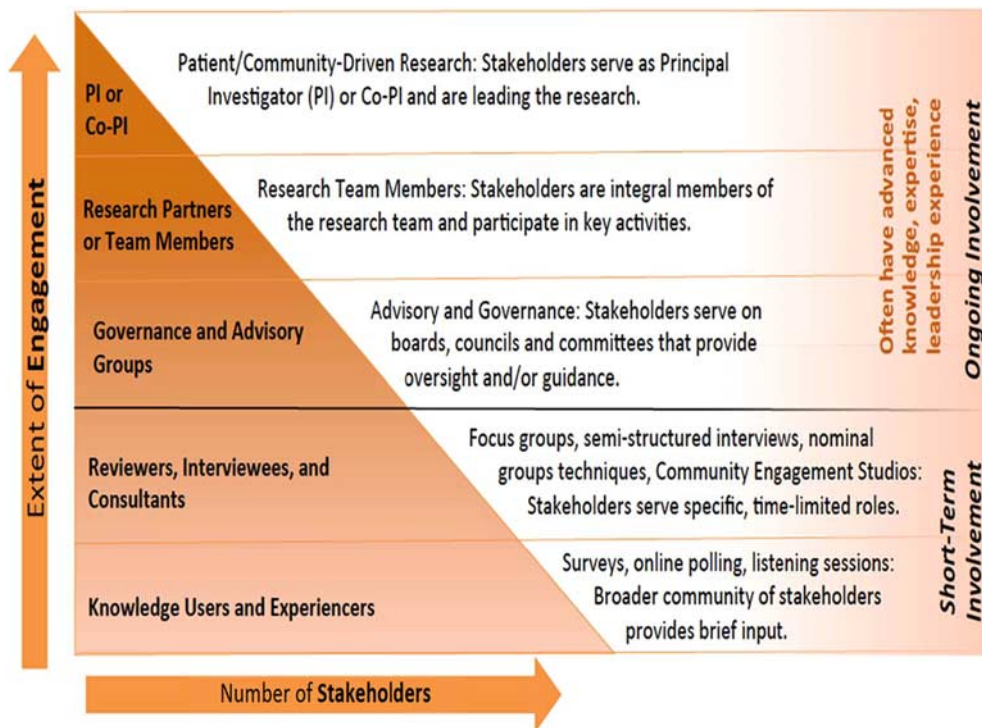 Extent of Engagement
PI or
Co-PI
Patient/Community-Driven Research: Stakeholders serve as Principal
Investigator (PI) or Co-PI and are leading the research.
Research Partners
or Team Members
Research Team Members: Stakeholders are integral members of
the research team and participate in key activities.
Governance and Advisory
Groups
Advisory and Governance: Stakeholders serve on
boards, councils and committees that provide
oversight and/or guidance.
Often have advanced
knowledge, expertise,
leadership experience
Ongoing Involvement
Reviewers, Interviewees, and
Consultants
Focus groups, semi-structured interviews, nominal
groups techniques, Community Engagement Studios:
Stakeholders serve specific, time-limited roles.
Knowledge Users and Experiencers
Surveys, online polling, listening sessions:
Broader community of stakeholders
provides brief input.
Short-Term
Involvement
Number of Stakeholders